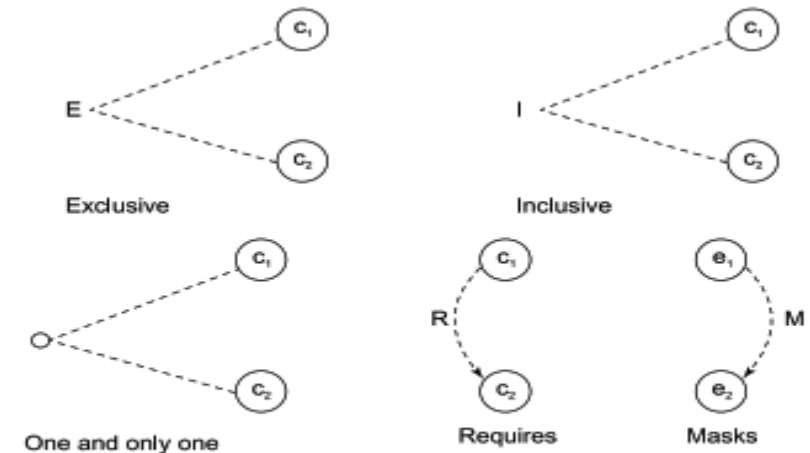 c₁
E
c₂
Exclusive
c₁
I
c₂
Inclusive
c₁
c₂
One and only one
c₁
R
c₂
Requires
e₁
M
e₂
Masks